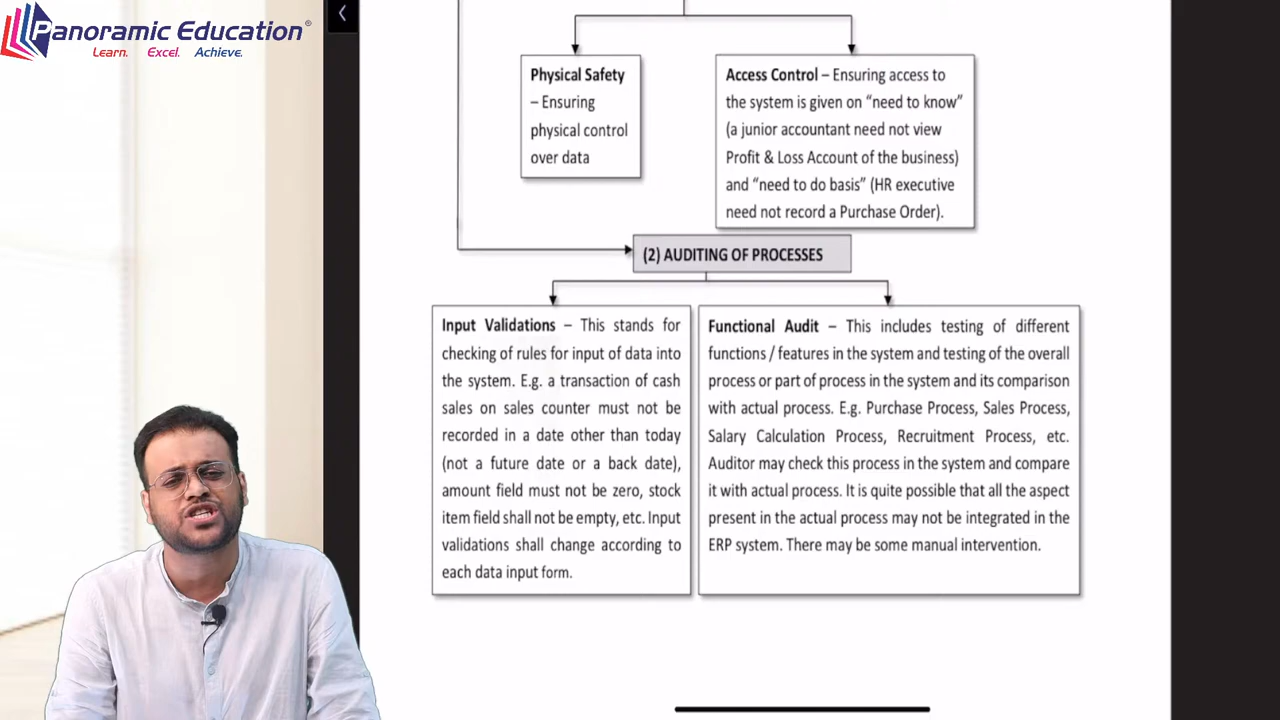 Panoramic Education®
Learn. Excel. Achieve.
Physical Safety
– Ensuring
physical control
over data
Access Control – Ensuring access to
the system is given on “need to know”
(a junior accountant need not view
Profit & Loss Account of the business)
and “need to do basis” (HR executive
need not record a Purchase Order).
(2) AUDITING OF PROCESSES
Input Validations – This stands for
checking of rules for input of data into
the system. E.g. a transaction of cash
sales on sales counter must not be
recorded in a date other than today
(not a future date or a back date),
amount field must not be zero, stock
item field shall not be empty, etc. Input
validations shall change according to
each data input form.
Functional Audit – This includes testing of different
functions / features in the system and testing of the overall
process or part of process in the system and its comparison
with actual process. E.g. Purchase Process, Sales Process,
Salary Calculation Process, Recruitment Process, etc.
Auditor may check this process in the system and compare
it with actual process. It is quite possible that all the aspect
present in the actual process may not be integrated in the
ERP system. There may be some manual intervention.